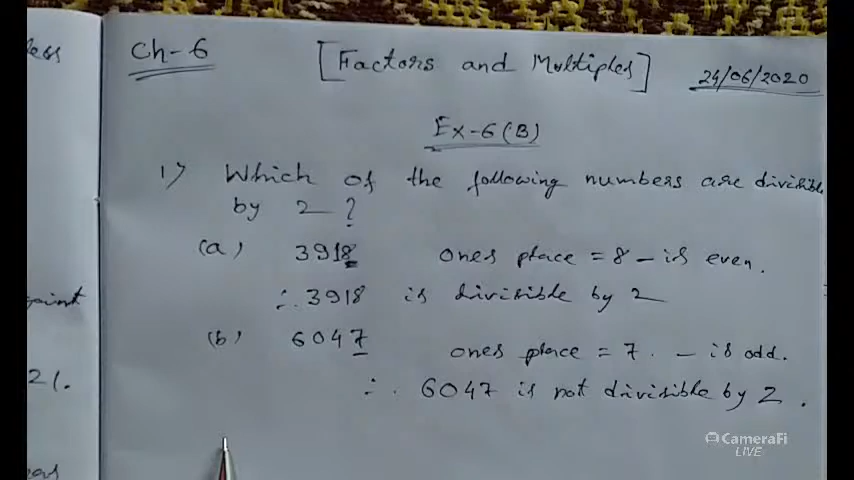 Ch-6
[Factors and Multiples]
24/06/2020
Ex-6(B)
1) Which of the following numbers are divisible
by 2 ?
(a) 3918 ones place = 8 - is even.
∴ 3918 is divisible by 2
(b) 6047 ones place = 7. - is odd.
∴ 6047 is not divisible by 2.
21.
CameraFi
LIVE